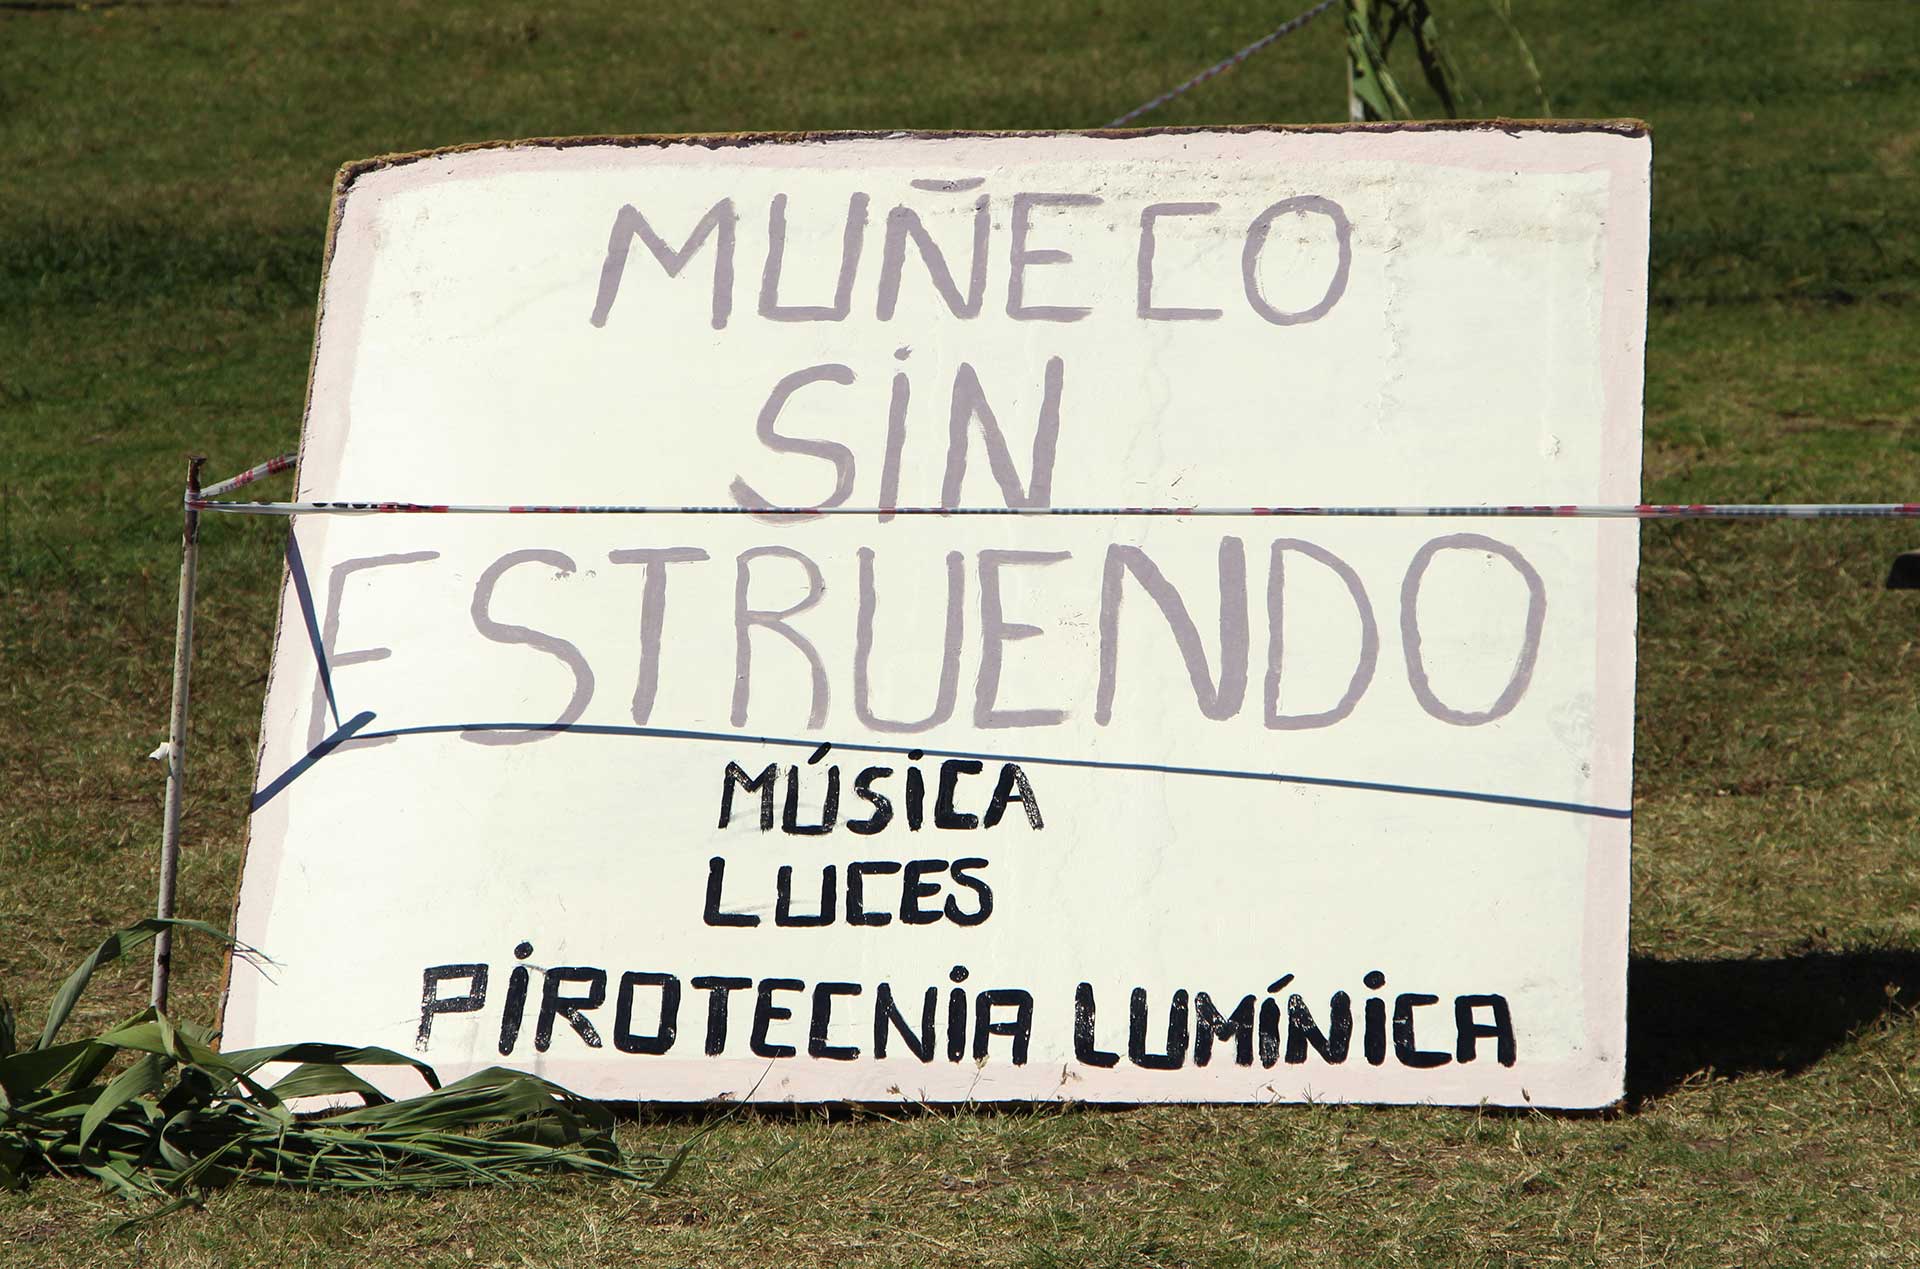 MUÑECO
SIN
ESTRUENDO
MÚSICA
LUCES
PIROTECNIA LUMÍNICA